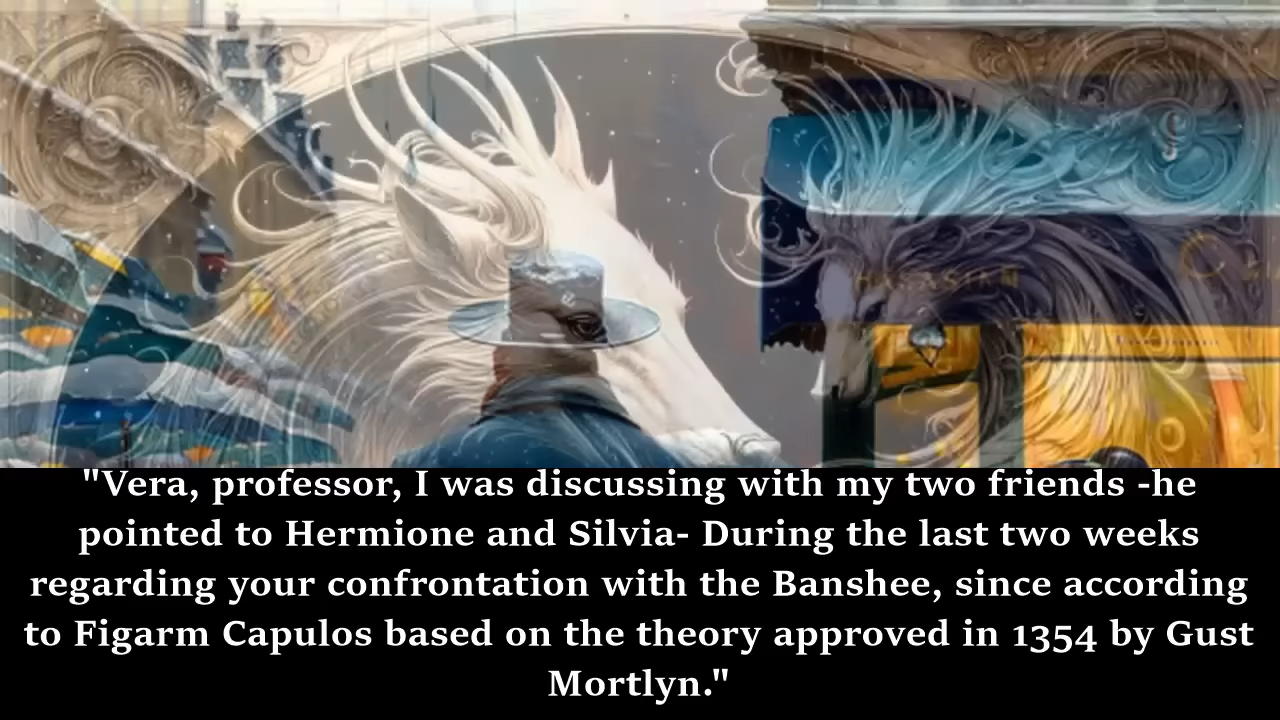 "Vera, professor, I was discussing with my two friends -he
pointed to Hermione and Silvia- During the last two weeks
regarding your confrontation with the Banshee, since according
to Figarm Capulos based on the theory approved in 1354 by Gust
Mortlyn."